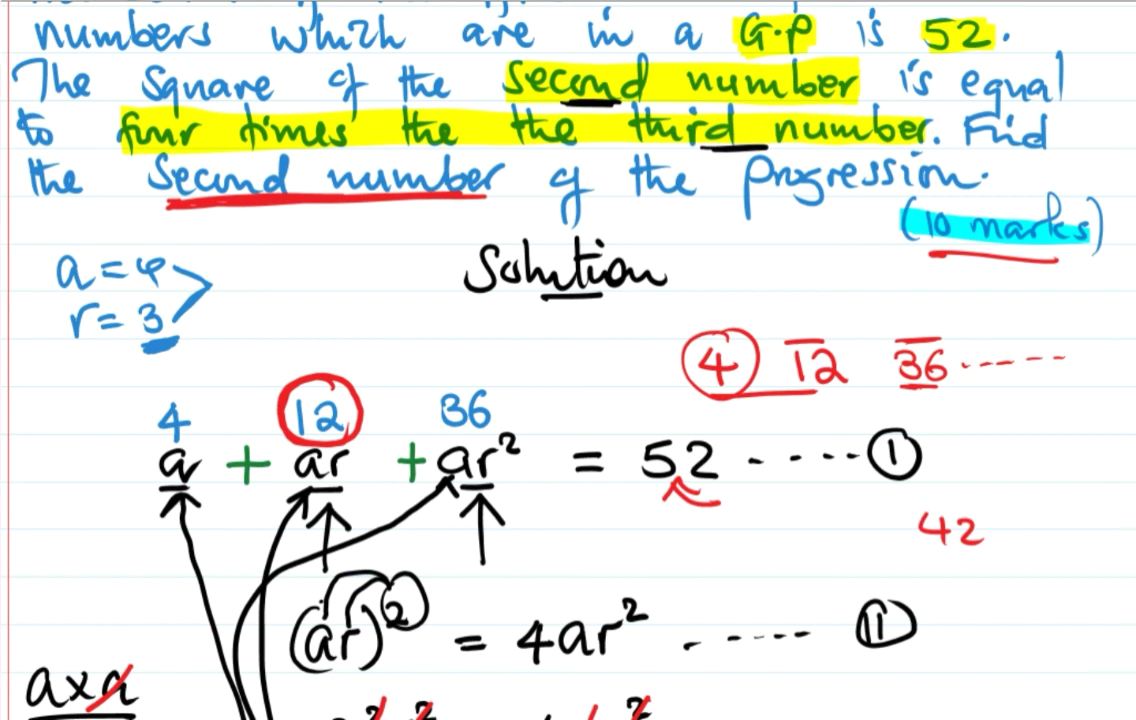 numbers which are in a G.P is 52.
The square of the second number is equal
to four times the the third number. Find
the second number of the progression.
(10 marks)
Solution
a = 4
r = 3
4 12 36 ------
4 12 36
a + ar + ar² = 52 ----- ①
42
(ar)² = 4ar² ------ ⑪
a x a